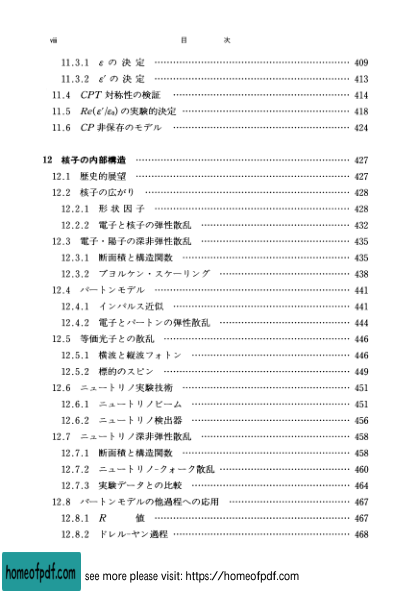 viii 目 次
11.3.1 ε の 決 定 409
11.3.2 ε′ の 決 定 413
11.4 CPT 対称性の検証 414
11.5 Re(ε′/ε₀) の実験的決定 418
11.6 CP 非保存のモデル 424
12 核子の内部構造 427
12.1 歴史的展望 427
12.2 核子の広がり 428
12.2.1 形 状 因 子 428
12.2.2 電子と核子の弾性散乱 432
12.3 電子・陽子の深非弾性散乱 435
12.3.1 断面積と構造関数 435
12.3.2 ブヨルケン・スケーリング 438
12.4 パートンモデル 441
12.4.1 インパルス近似 441
12.4.2 電子とパートンの弾性散乱 444
12.5 等価光子との散乱 446
12.5.1 横波と縦波フォトン 446
12.5.2 標的のスピン 449
12.6 ニュートリノ実験技術 451
12.6.1 ニュートリノビーム 451
12.6.2 ニュートリノ検出器 456
12.7 ニュートリノ深非弾性散乱 458
12.7.1 断面積と構造関数 458
12.7.2 ニュートリノ-クォーク散乱 460
12.7.3 実験データとの比較 464
12.8 パートンモデルの他過程への応用 467
12.8.1 R 値 467
12.8.2 ドレル-ヤン過程 468
homeofpdf.com see more please visit: https://homeofpdf.com